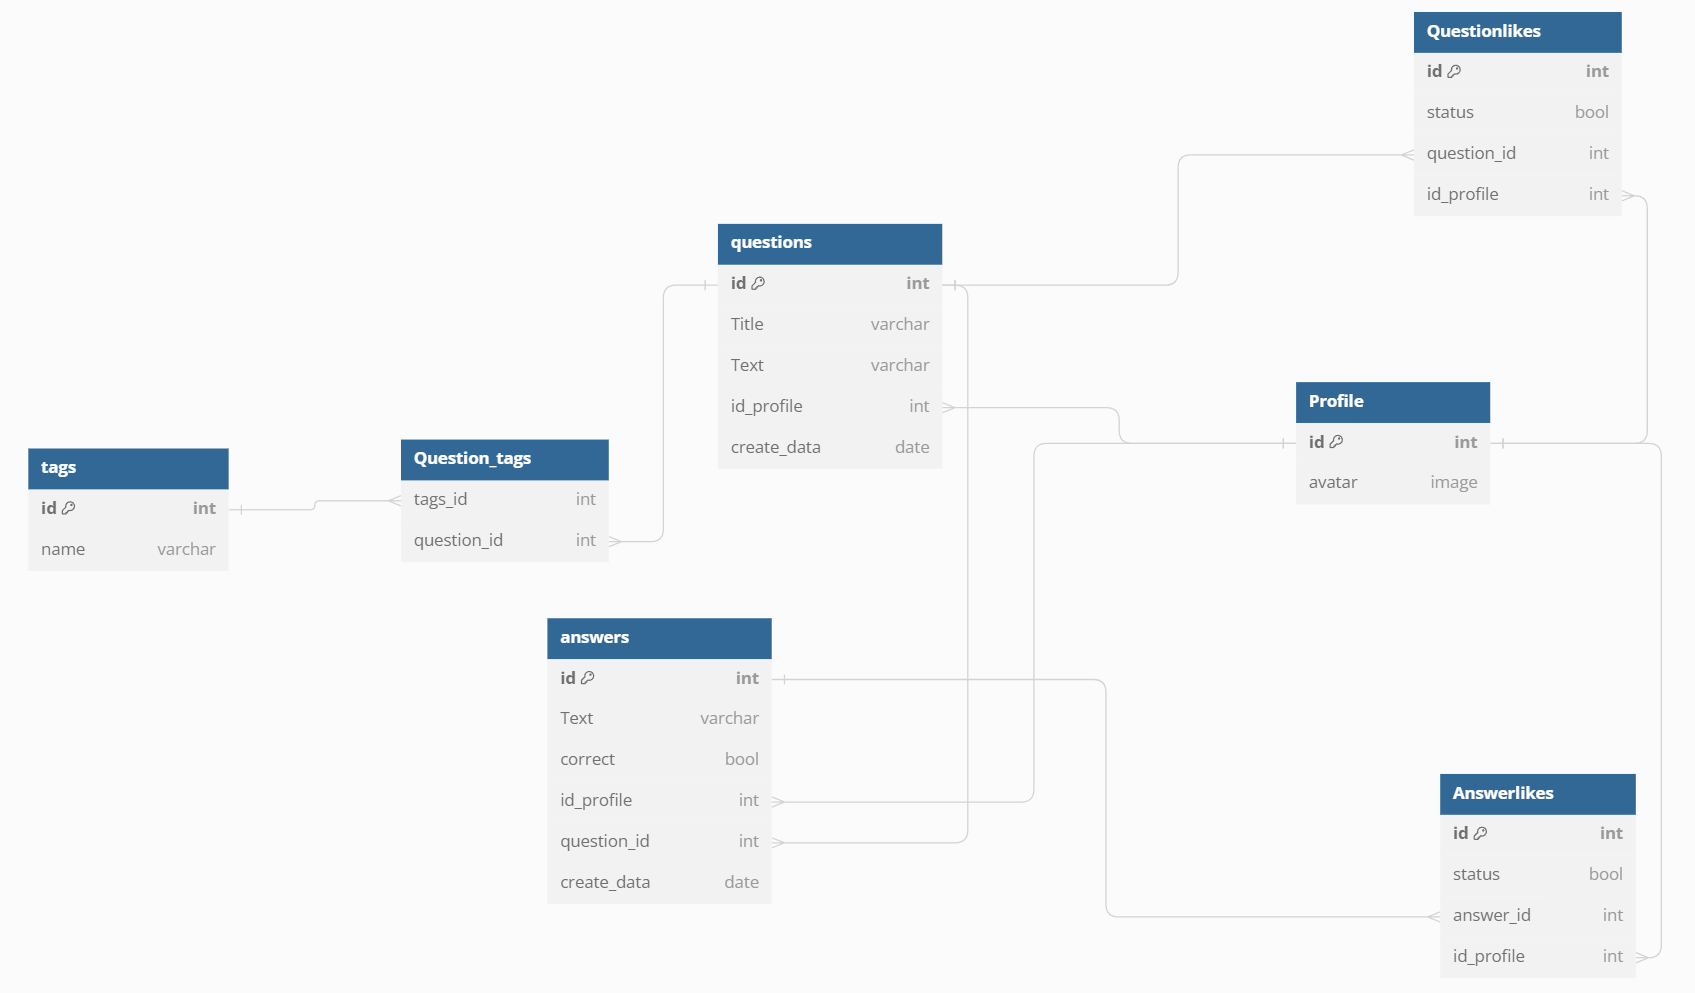 Questionlikes
id int
status bool
question_id int
id_profile int
questions
id int
Title varchar
Text varchar
id_profile int
create_data date
Profile
id int
avatar image
tags
id int
name varchar
Question_tags
tags_id int
question_id int
answers
id int
Text varchar
correct bool
id_profile int
question_id int
create_data date
Answerlikes
id int
status bool
answer_id int
id_profile int